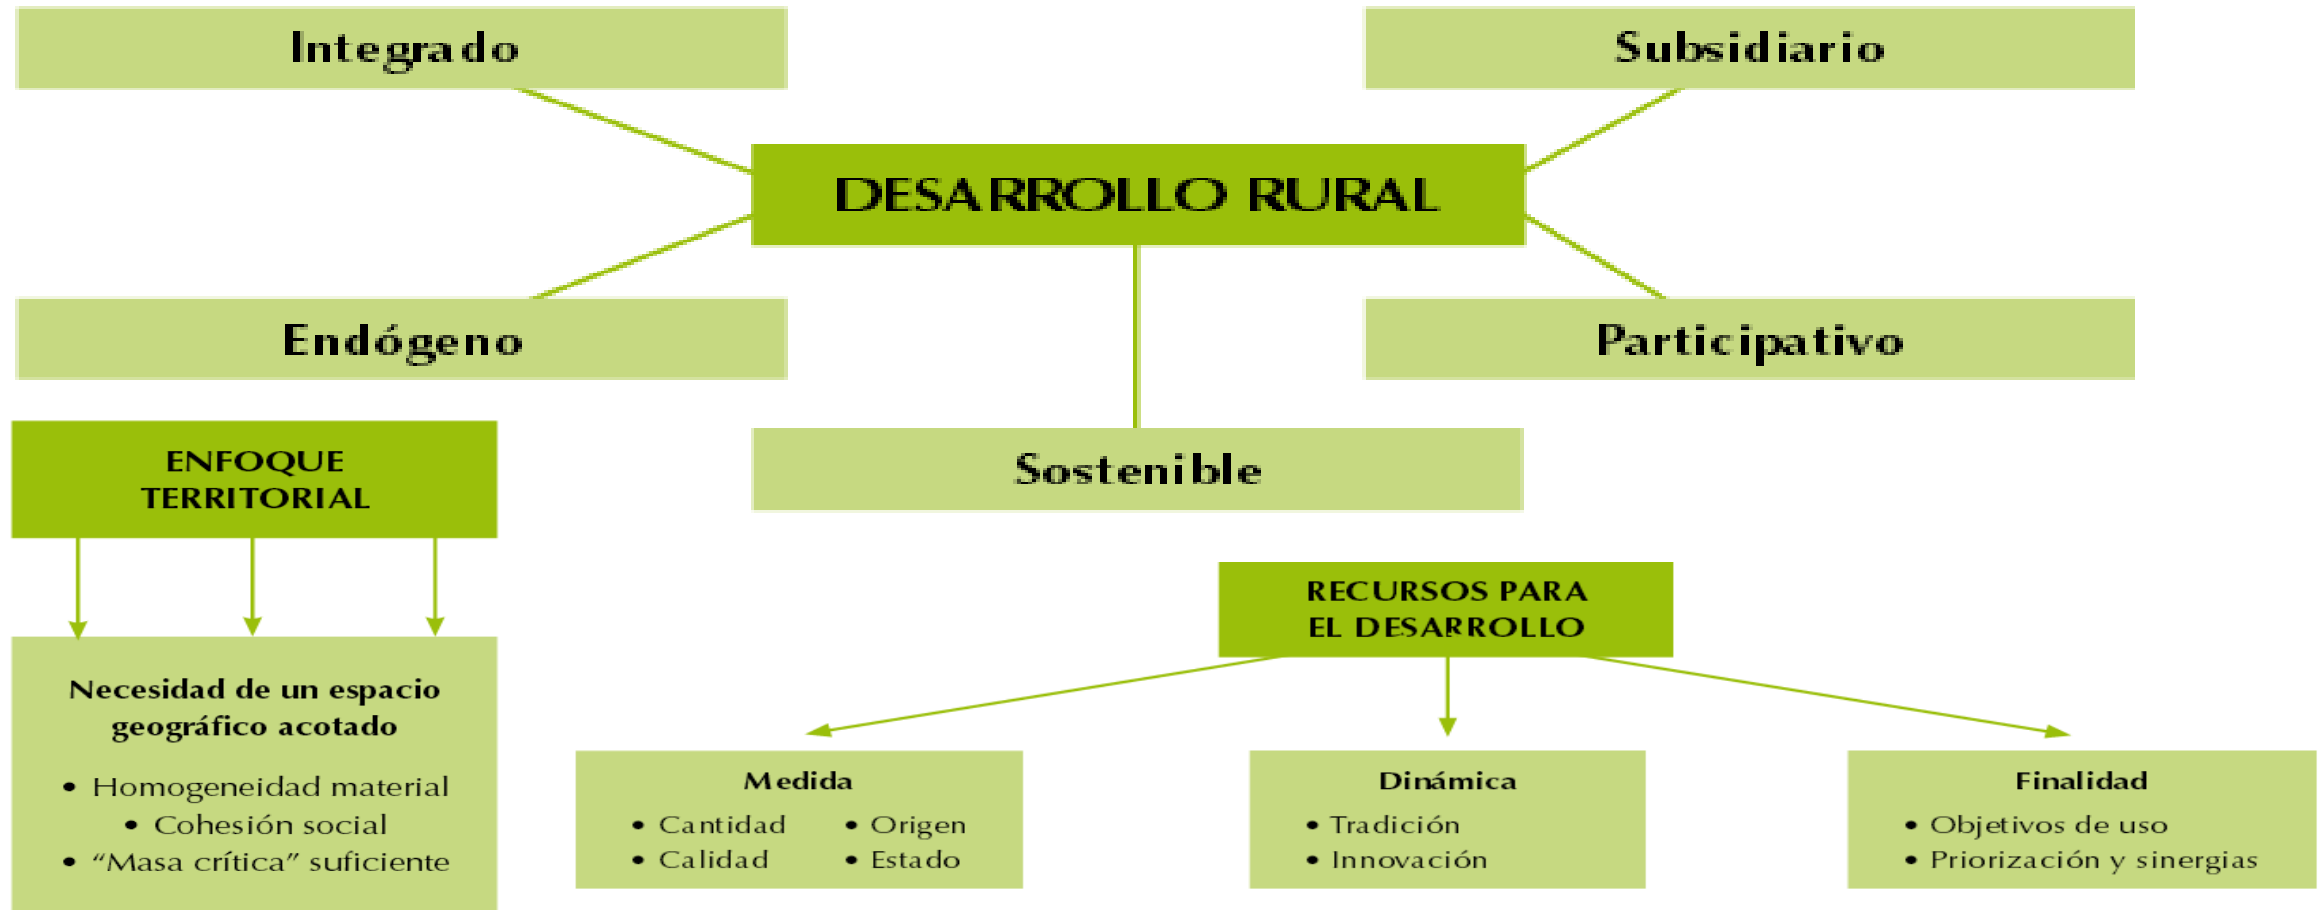 Integrado
Subsidiario
DESARROLLO RURAL
Endógeno
Participativo
Sostenible
ENFOQUE
TERRITORIAL
Necesidad de un espacio
geográfico acotado
• Homogeneidad material
• Cohesión social
• “Masa crítica” suficiente
RECURSOS PARA
EL DESARROLLO
Medida
• Cantidad • Origen
• Calidad • Estado
Dinámica
• Tradición
• Innovación
Finalidad
• Objetivos de uso
• Priorización y sinergias